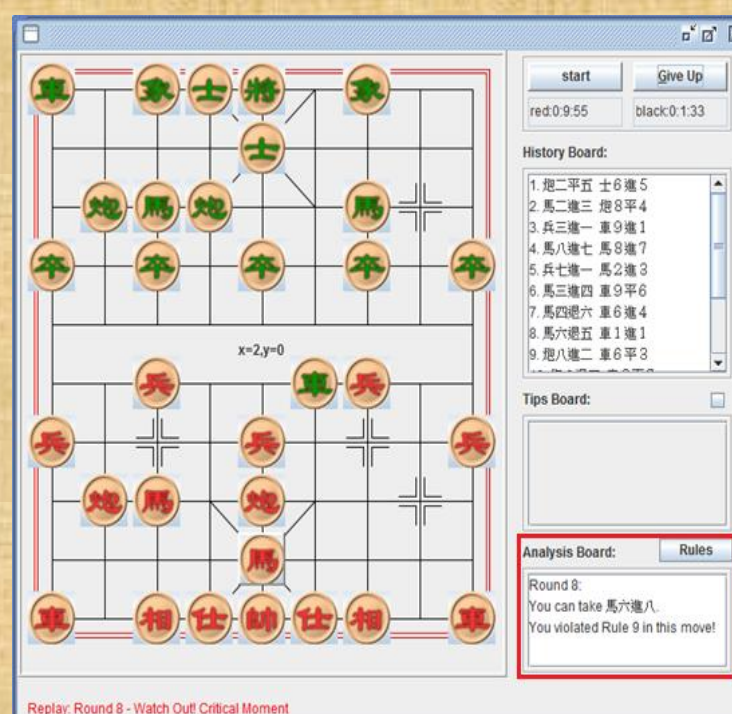 start Give Up
red:0:9:55 black:0:1:33
History Board:
1. 炮二平五 士6進5
2. 馬二進三 炮8平4
3. 兵三進一 車9進1
4. 馬八進七 馬8進7
5. 兵七進一 馬2進3
6. 馬三進四 車9平6
7. 馬四退六 車6進4
8. 馬六退五 車1進1
9. 炮八進二 車6平3
Tips Board:
Analysis Board: Rules
Round 8:
You can take 馬六進八.
You violated Rule 9 in this move!
車 象 士 將 象
士
炮 馬 炮 馬
卒 卒 卒 卒 卒
x=2,y=0
兵 車 兵
兵 兵 兵
炮 馬 炮
馬
車 相 仕 帥 仕 相 車
Replay: Round 8 - Watch Out! Critical Moment